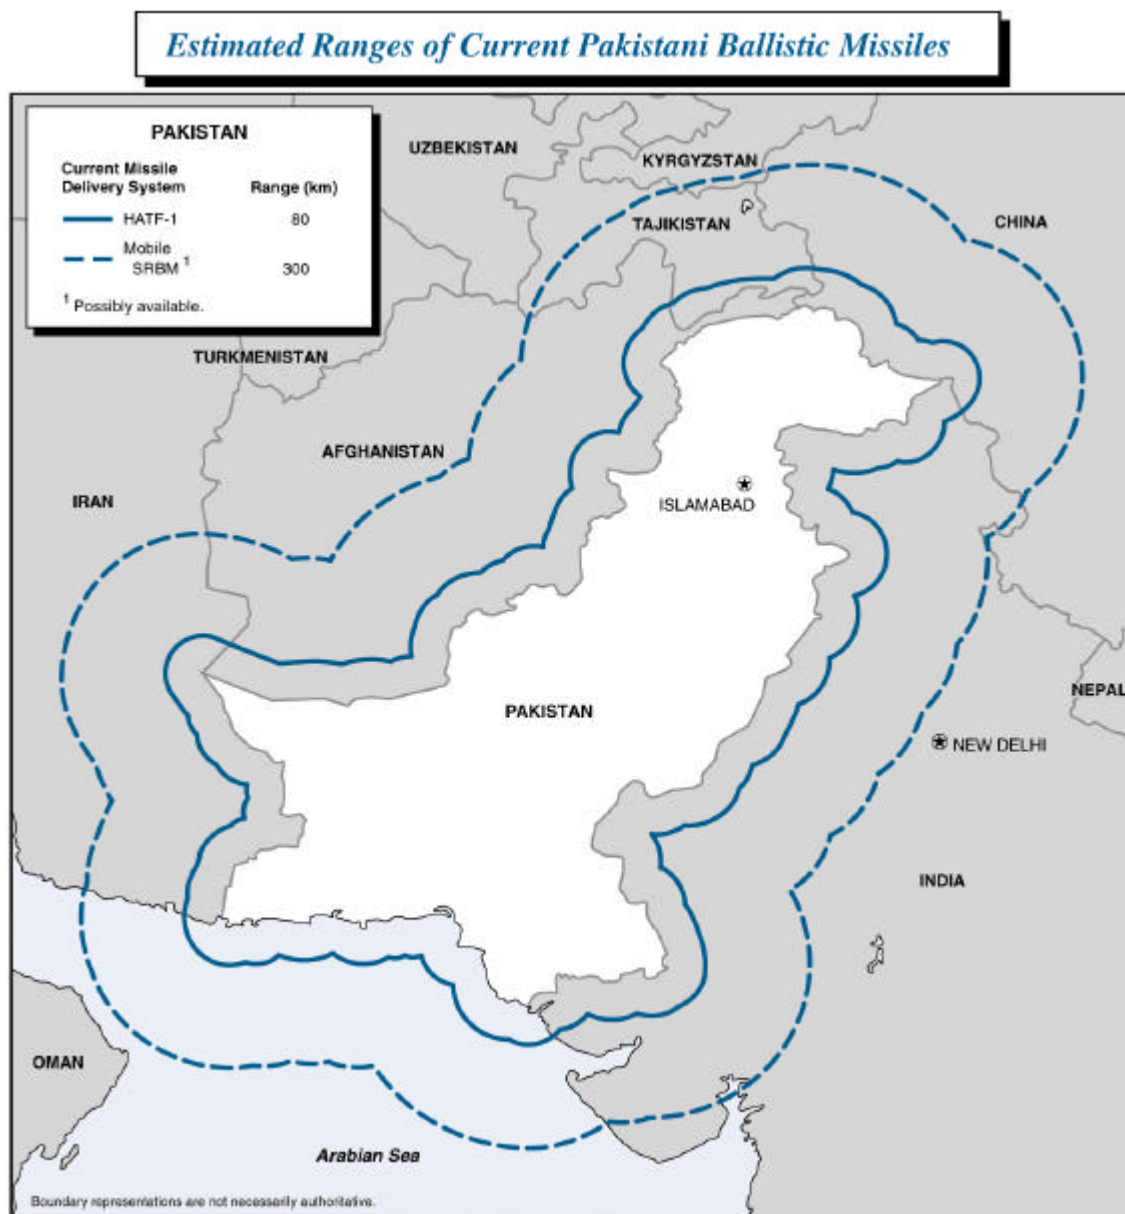 Estimated Ranges of Current Pakistani Ballistic Missiles
PAKISTAN
Current Missile
Delivery System Range (km)
HATF-1 80
Mobile
SRBM 1 300
1 Possibly available.
UZBEKISTAN
KYRGYZSTAN
TAJIKISTAN
CHINA
TURKMENISTAN
AFGHANISTAN
IRAN
ISLAMABAD
PAKISTAN
NEPAL
NEW DELHI
INDIA
OMAN
Arabian Sea
Boundary representations are not necessarily authoritative.